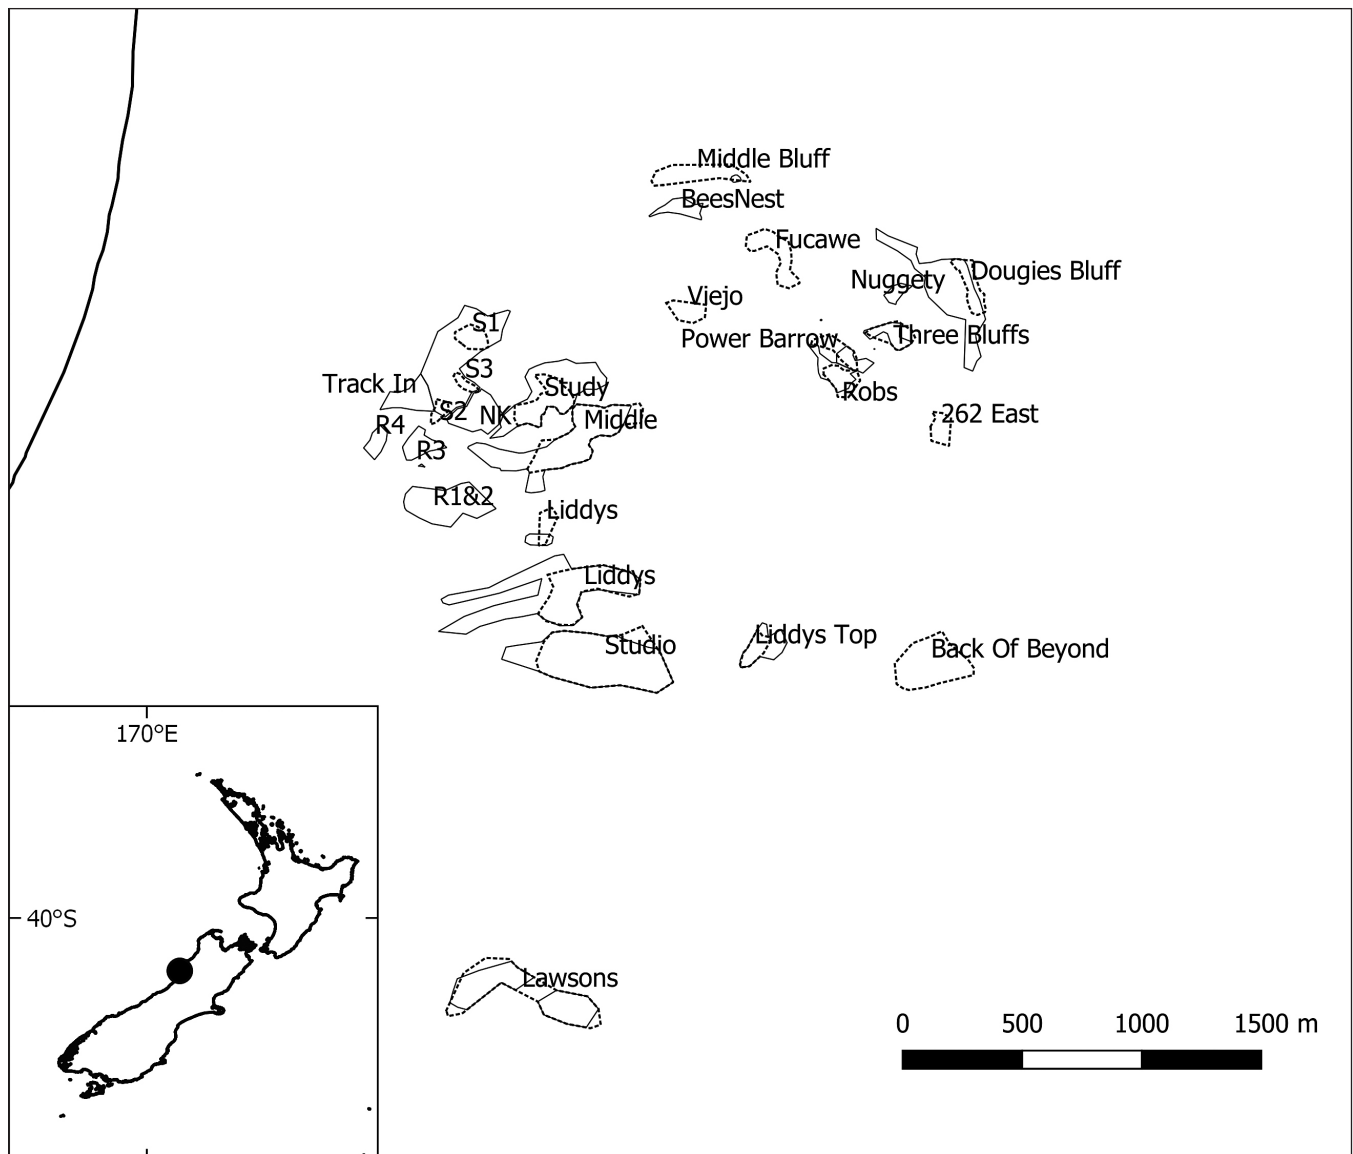 Middle Bluff
BeesNest
Fucawe
Dougies Bluff
Nuggety
Viejo
S1
Three Bluffs
Power Barrow
S3
Track In
Study
Robs
S2
NK
262 East
Middle
R4
R3
R1&2
Liddys
Liddys
Liddys Top
Studio
Back Of Beyond
170°E
40°S
Lawsons
0 500 1000 1500 m